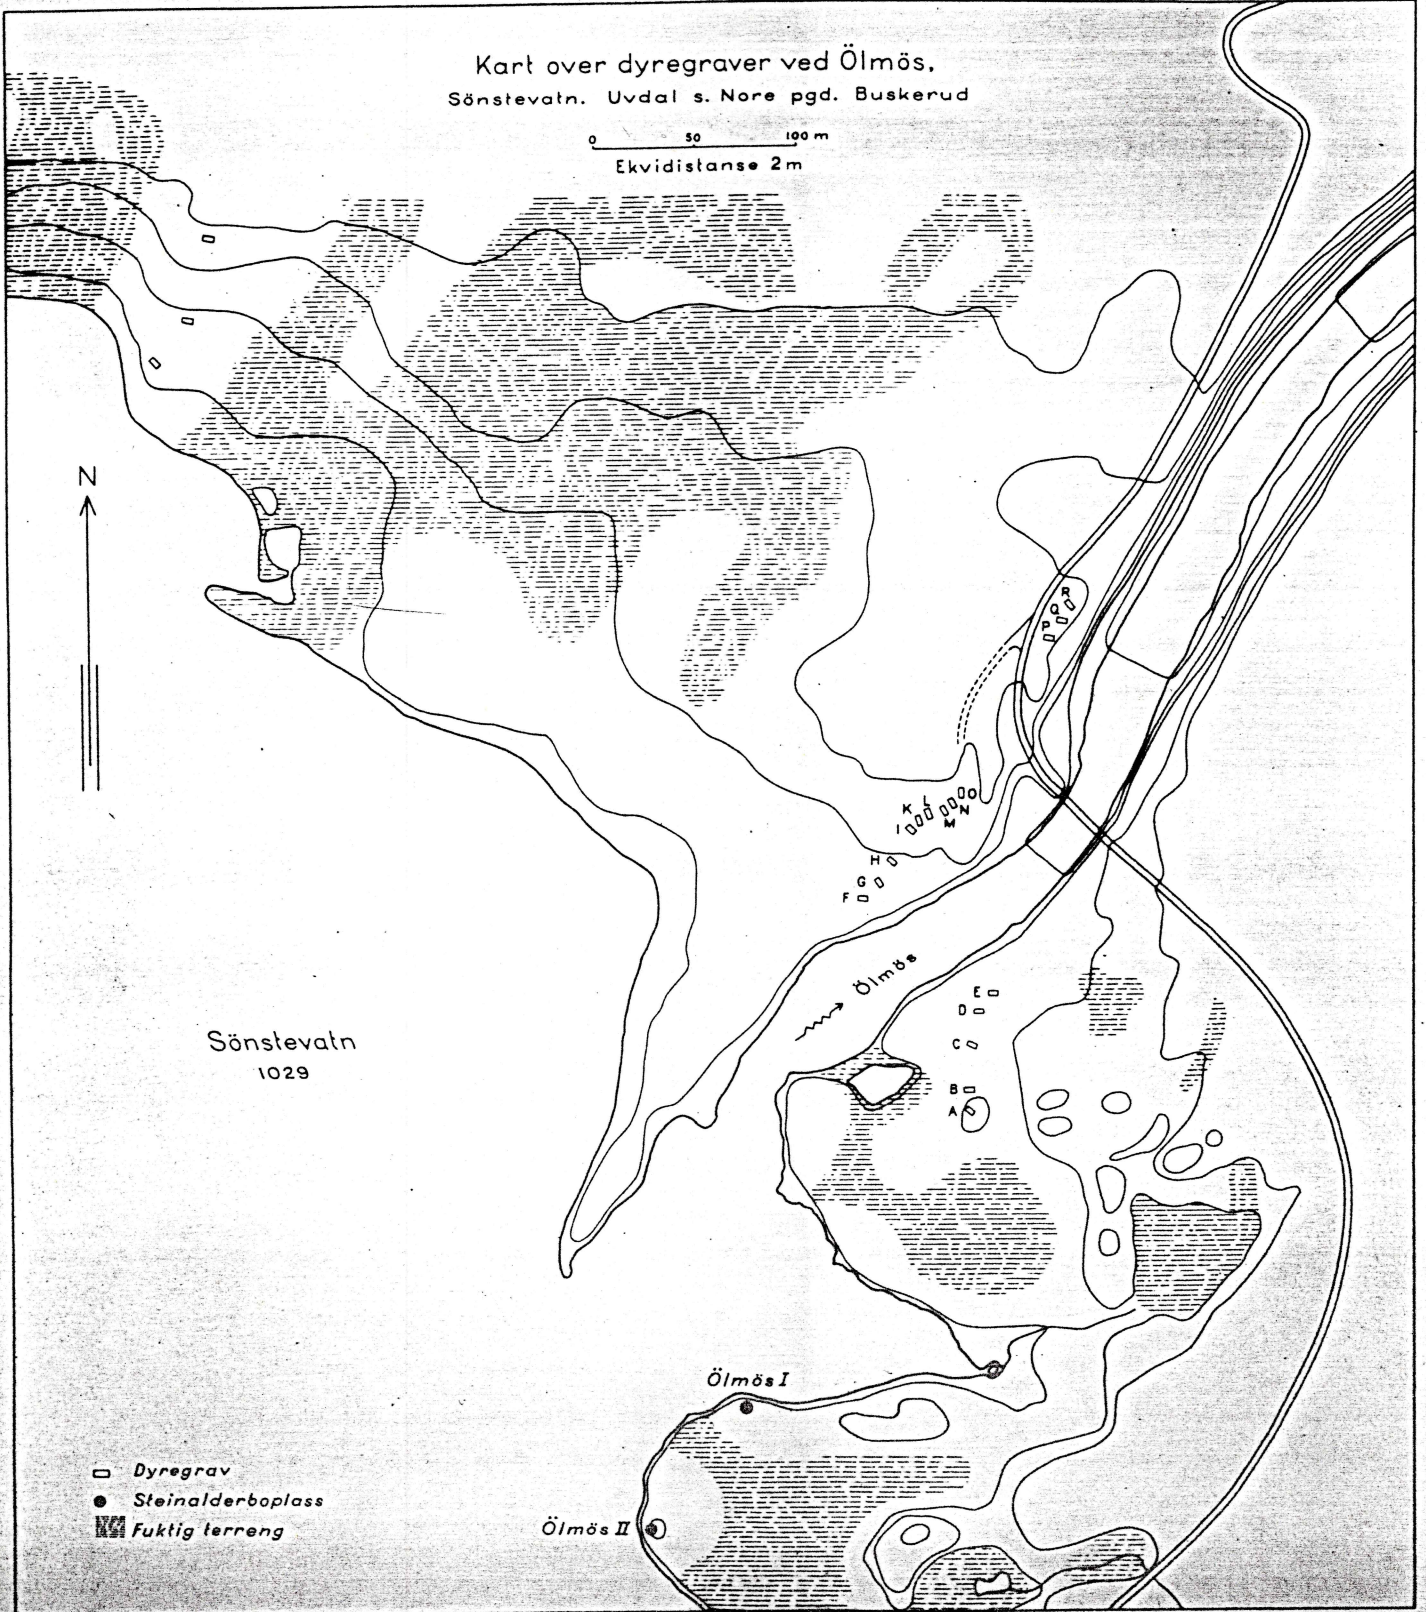 Kart over dyregraver ved Ölmös,
Sönstevatn. Uvdal s. Nore pgd. Buskerud
0 50 100 m
Ekvidistanse 2 m
N
R
Q
P
K L O
I M N
H
G
F
Ölmös
E
D
C
B
A
Sönstevatn
1029
Ölmös I
Ölmös II
Dyregrav
Steinalderboplass
Fuktig terreng